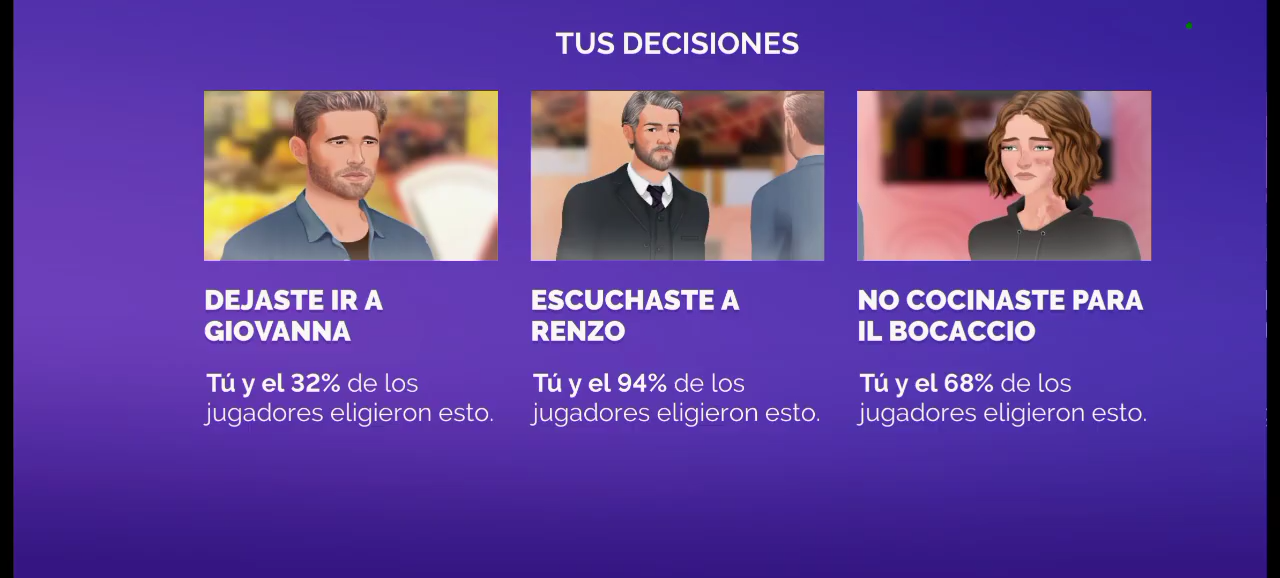 TUS DECISIONES
DEJASTE IR A
GIOVANNA
Tú y el 32% de los
jugadores eligieron esto.
ESCUCHASTE A
RENZO
Tú y el 94% de los
jugadores eligieron esto.
NO COCINASTE PARA
IL BOCACCIO
Tú y el 68% de los
jugadores eligieron esto.